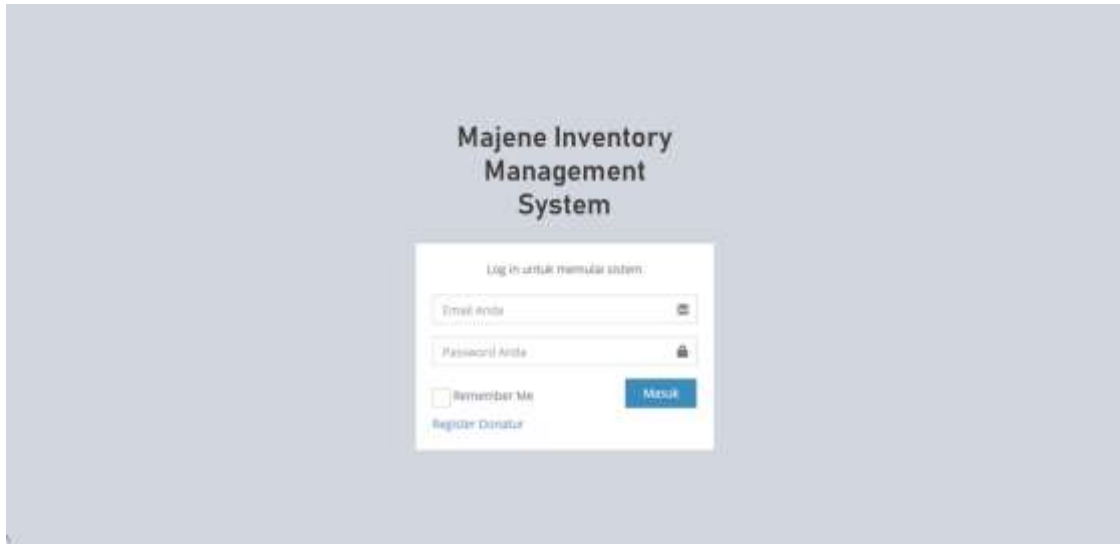 Majene Inventory
Management
System
Log in untuk memulai sistem
Email Anda
Password Anda
Remember Me
Masuk
Register Donatur